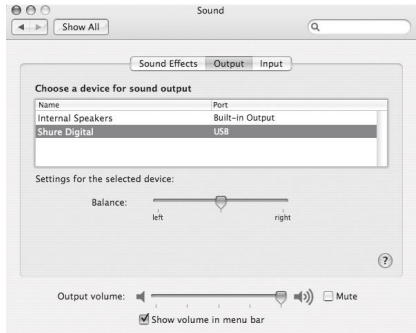 Sound
Show All
Sound Effects Output Input
Choose a device for sound output
Name Port
Internal Speakers Built-in Output
Shure Digital USB
Settings for the selected device:
Balance:
left right
?
Output volume: Mute
Show volume in menu bar